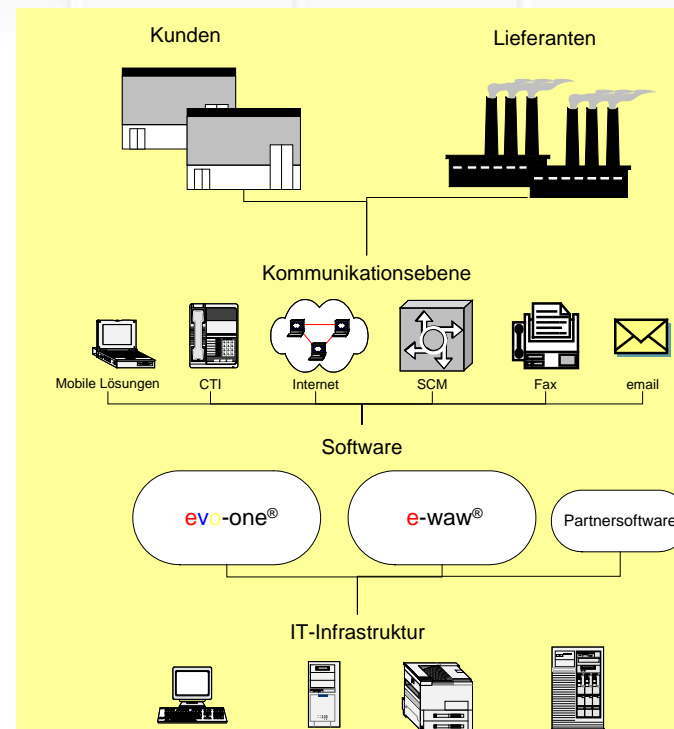 Kunden
Lieferanten
Kommunikationsebene
Mobile Lösungen
CTI
Internet
SCM
Fax
email
Software
evo-one®
e-waw®
Partnersoftware
IT-Infrastruktur